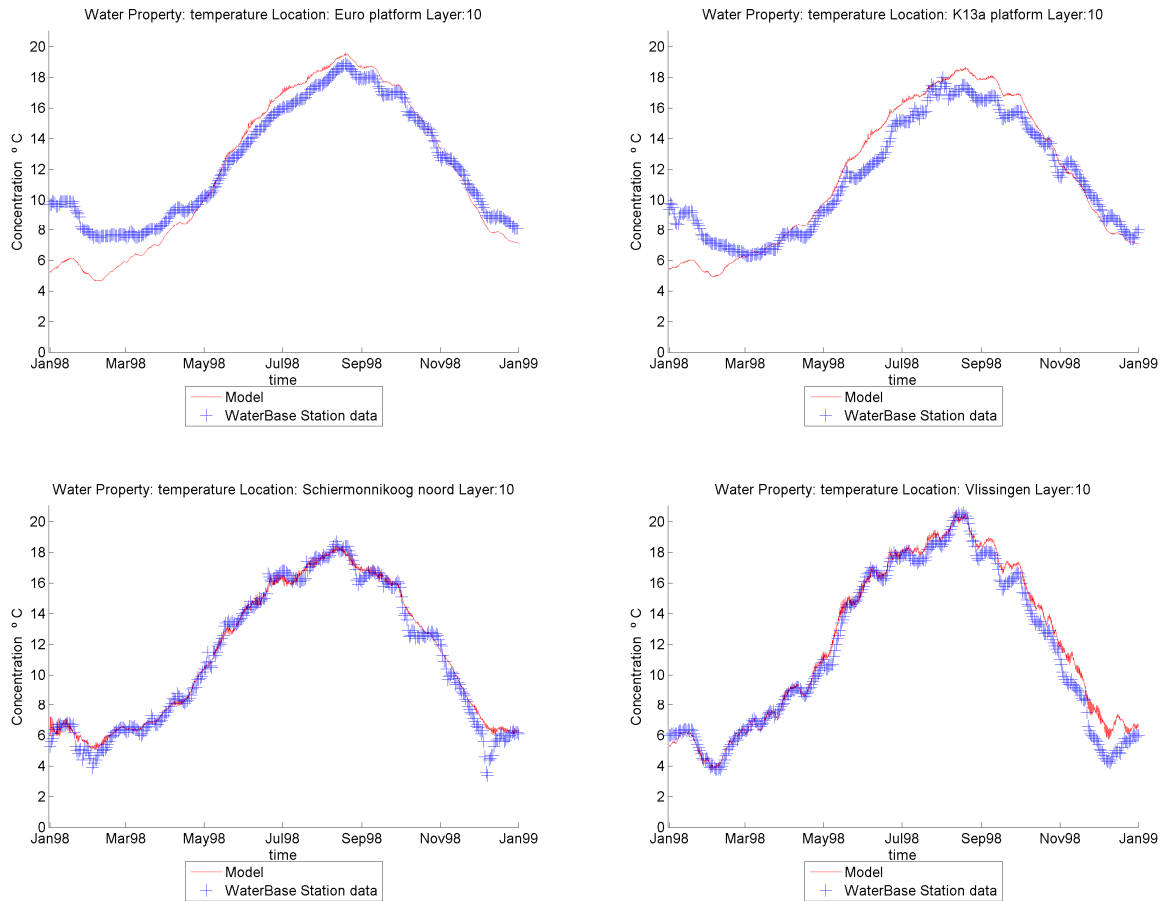 Water Property: temperature Location: Euro platform Layer:10
20
18
16
14
12
10
8
6
4
2
0
Concentration ° C
Jan98 Mar98 May98 Jul98 Sep98 Nov98 Jan99
time
Model
WaterBase Station data
Water Property: temperature Location: K13a platform Layer:10
20
18
16
14
12
10
8
6
4
2
0
Concentration ° C
Jan98 Mar98 May98 Jul98 Sep98 Nov98 Jan99
time
Model
WaterBase Station data
Water Property: temperature Location: Schiermonnikoog noord Layer:10
20
18
16
14
12
10
8
6
4
2
0
Concentration ° C
Jan98 Mar98 May98 Jul98 Sep98 Nov98 Jan99
time
Model
WaterBase Station data
Water Property: temperature Location: Vlissingen Layer:10
20
18
16
14
12
10
8
6
4
2
0
Concentration ° C
Jan98 Mar98 May98 Jul98 Sep98 Nov98 Jan99
time
Model
WaterBase Station data